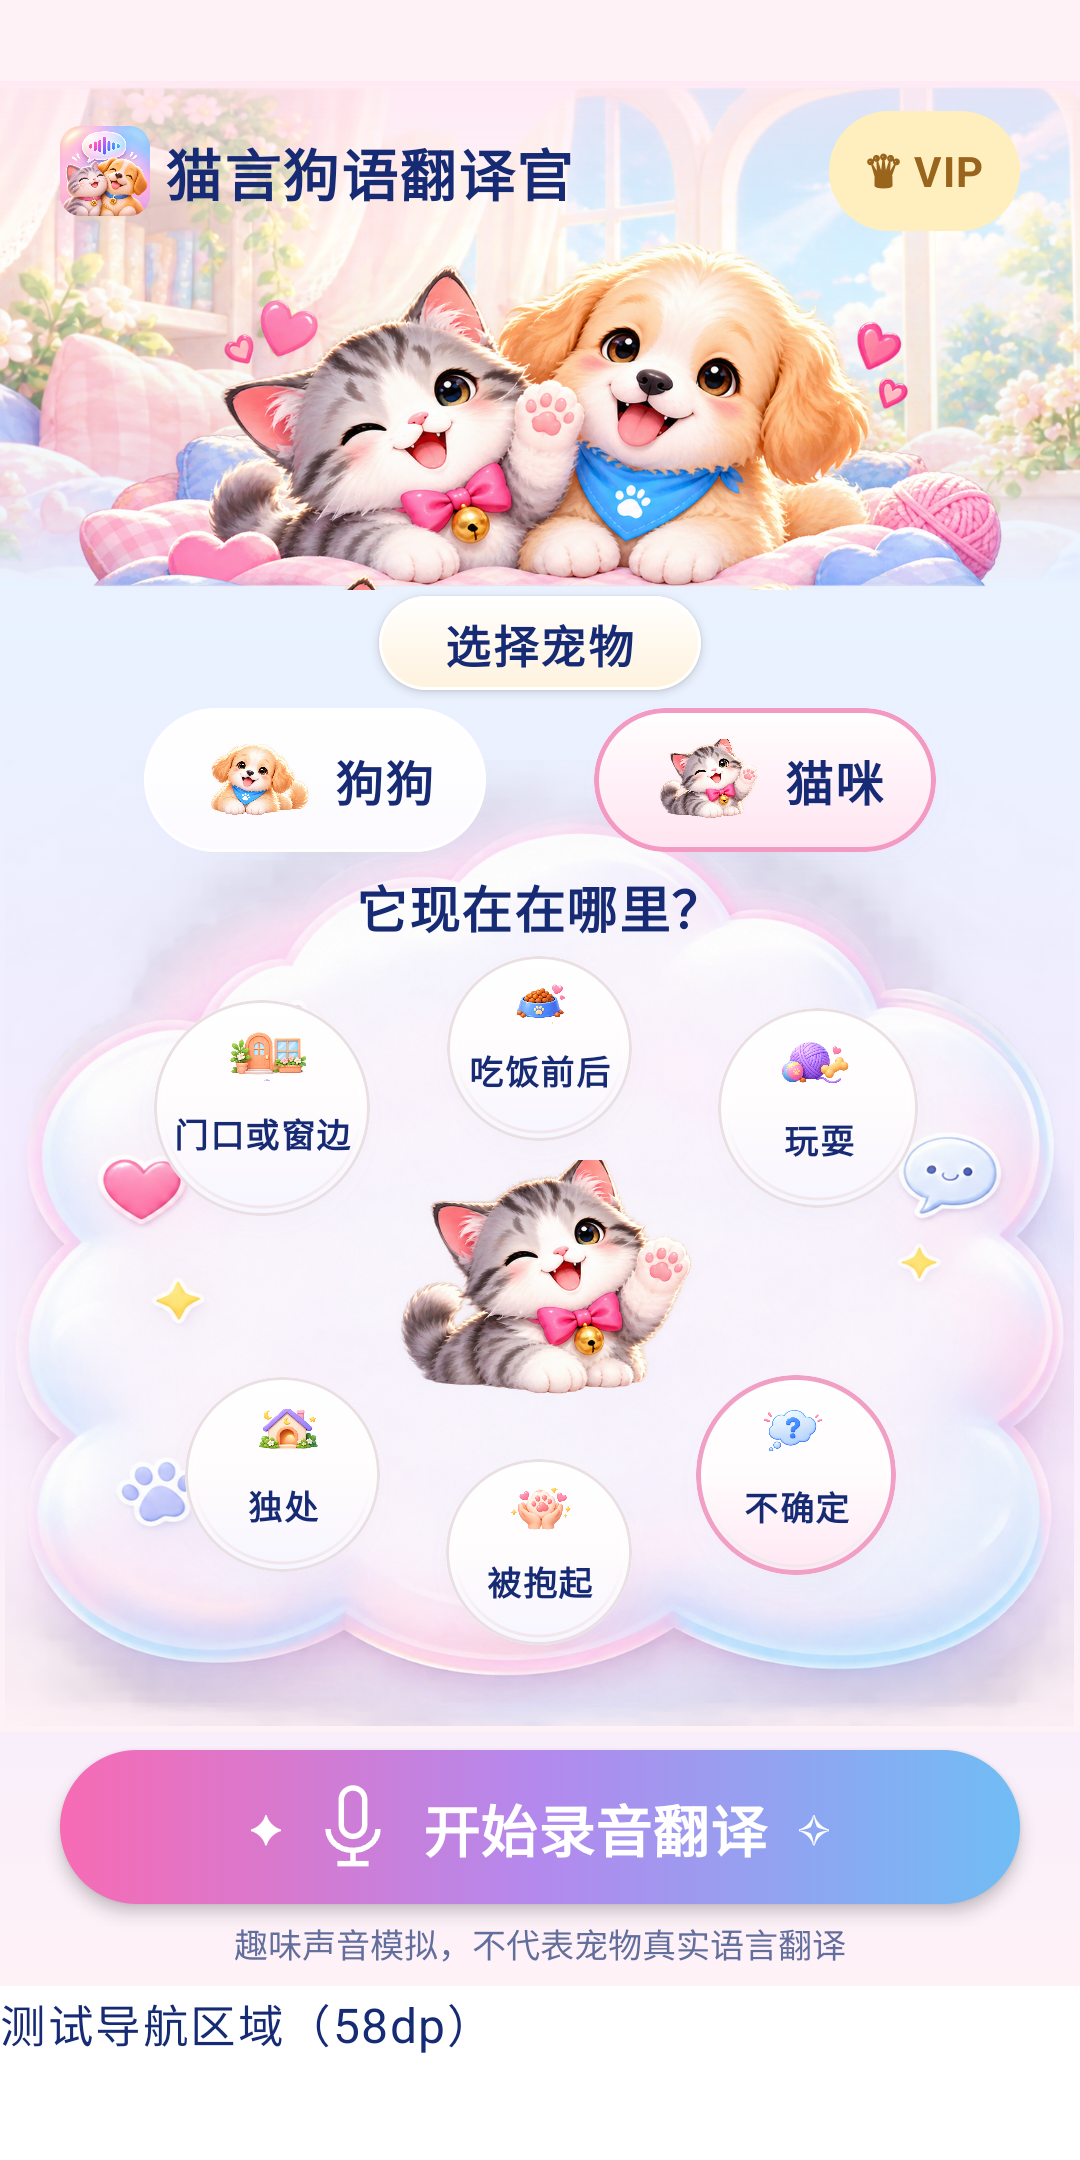 猫言狗语翻译官
VIP
选择宠物
狗狗
猫咪
它现在在哪里？
吃饭前后
门口或窗边
玩耍
独处
不确定
被抱起
开始录音翻译
趣味声音模拟，不代表宠物真实语言翻译
测试导航区域（58dp）